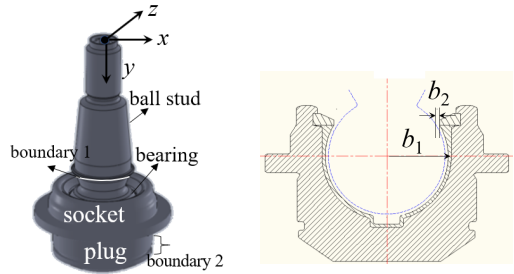 z
x
y
ball stud
boundary 1
bearing
socket
plug
boundary 2
b₂
b₁